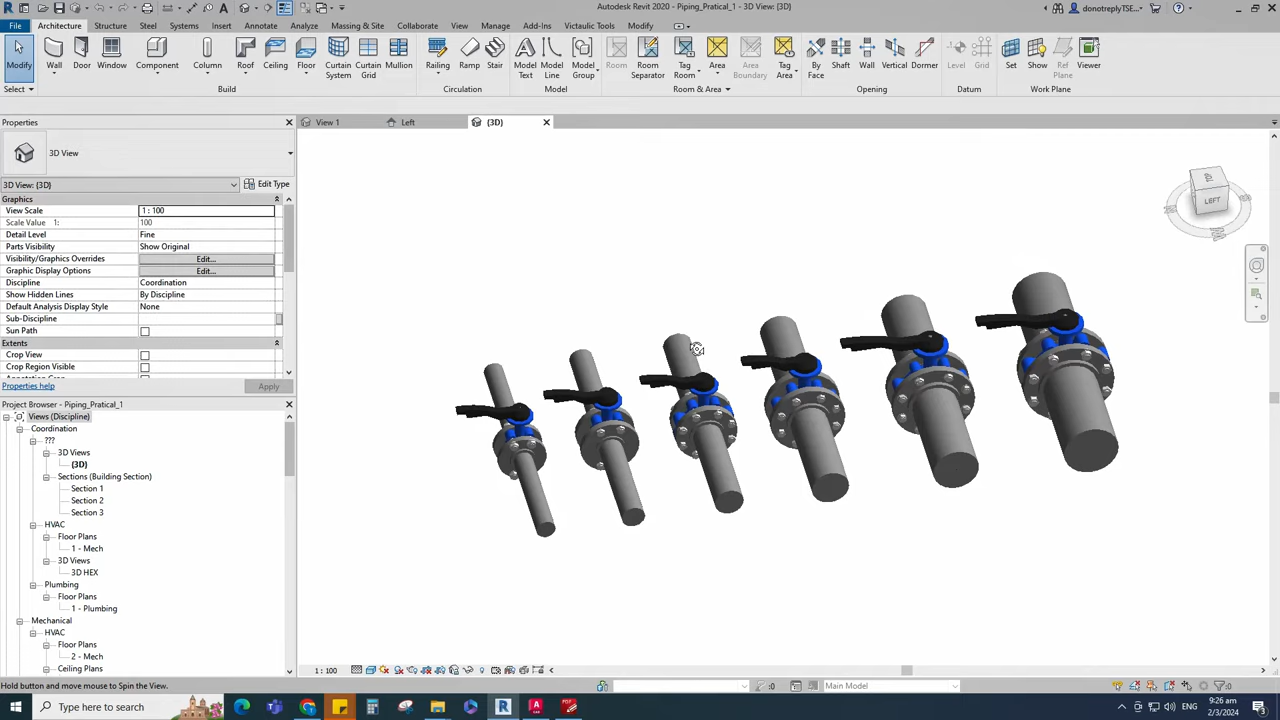 Autodesk Revit 2020 - Piping_Pratical_1 - 3D View: {3D}
donotreplyTSE...
File Architecture Structure Steel Systems Insert Annotate Analyze Massing & Site Collaborate View Manage Add-Ins Victaulic Tools Modify
Modify Wall Door Window Component Column Roof Ceiling Floor Curtain System Curtain Grid Mullion Railing Ramp Stair Model Text Model Line Model Group Room Room Separator Tag Room Area Area Boundary Tag Area By Face Shaft Wall Vertical Dormer Level Grid Set Show Ref Plane Viewer
Select Build Circulation Model Room & Area Opening Datum Work Plane
Properties
View 1
Left
{3D}
3D View
3D View: {3D}
Edit Type
Graphics
View Scale 1 : 100
Scale Value 1: 100
Detail Level Fine
Parts Visibility Show Original
Visibility/Graphics Overrides Edit...
Graphic Display Options Edit...
Discipline Coordination
Show Hidden Lines By Discipline
Default Analysis Display Style None
Sub-Discipline
Sun Path
Extents
Crop View
Crop Region Visible
Properties help
Apply
LEFT
Project Browser - Piping_Pratical_1
Views (Discipline)
Coordination
???
3D Views
{3D}
Sections (Building Section)
Section 1
Section 2
Section 3
HVAC
Floor Plans
1 - Mech
3D Views
3D HEX
Plumbing
Floor Plans
1 - Plumbing
Mechanical
HVAC
Floor Plans
2 - Mech
Ceiling Plans
1 : 100
Hold button and move mouse to Spin the View.
:0
Main Model
:0
Type here to search
ENG
9:26 am
2/3/2024